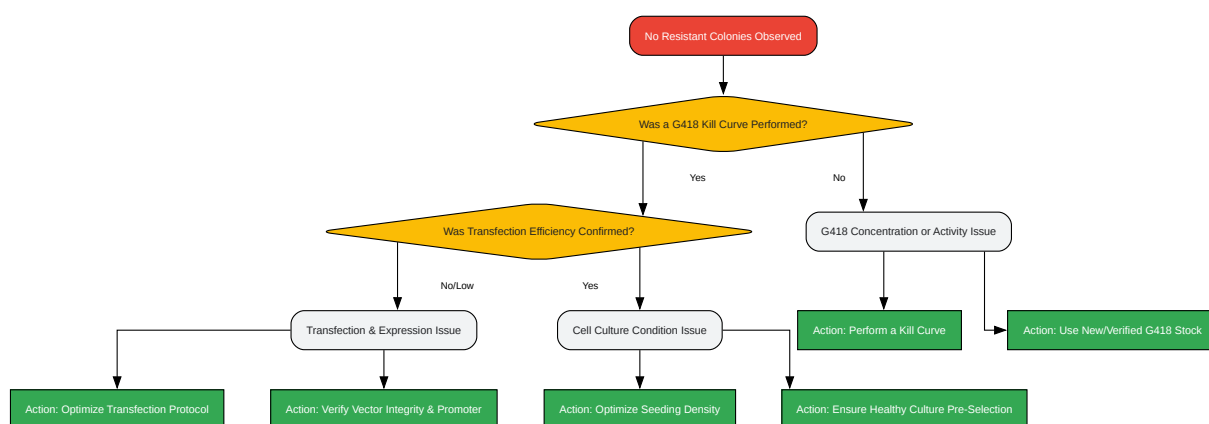 No Resistant Colonies Observed
Was a G418 Kill Curve Performed?
Yes
No
Was Transfection Efficiency Confirmed?
G418 Concentration or Activity Issue
No/Low
Yes
Transfection & Expression Issue
Cell Culture Condition Issue
Action: Perform a Kill Curve
Action: Use New/Verified G418 Stock
Action: Optimize Transfection Protocol
Action: Verify Vector Integrity & Promoter
Action: Optimize Seeding Density
Action: Ensure Healthy Culture Pre-Selection